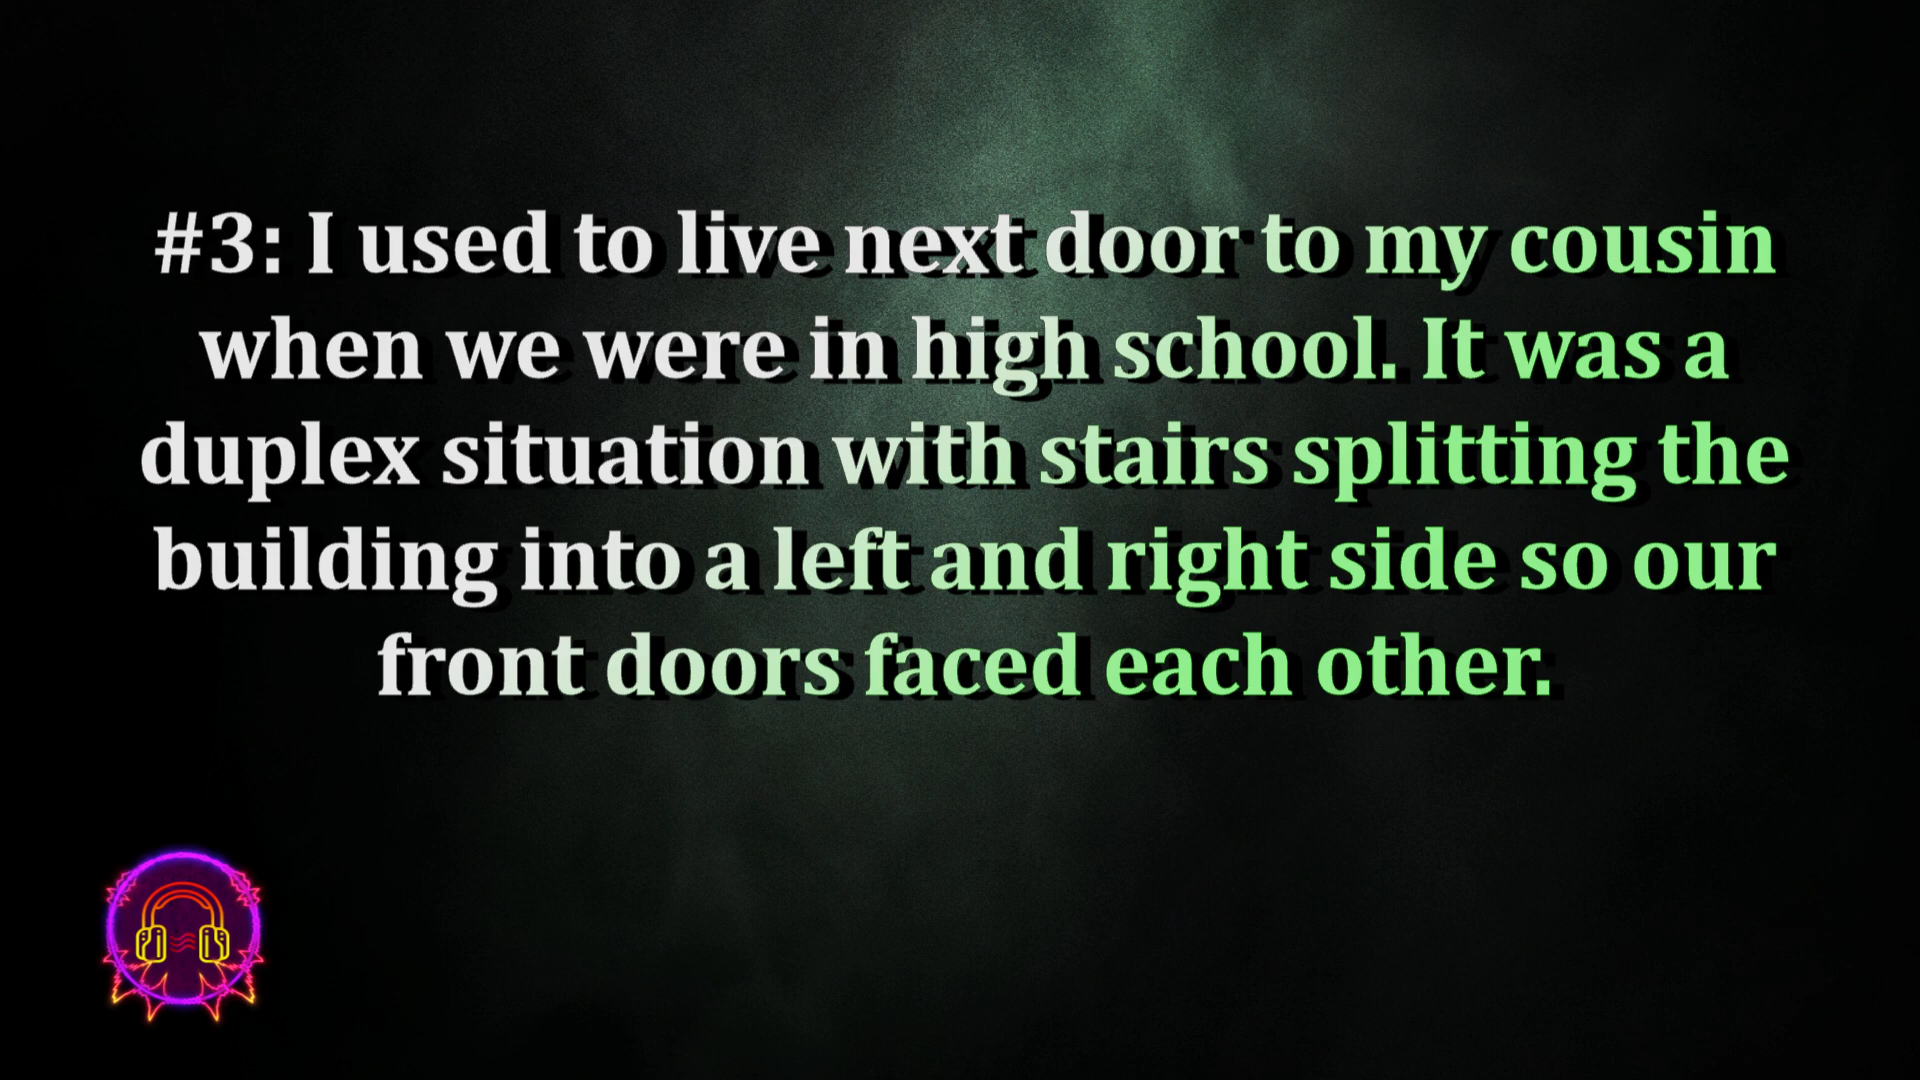 #3: I used to live next door to my cousin
when we were in high school. It was a
duplex situation with stairs splitting the
building into a left and right side so our
front doors faced each other.